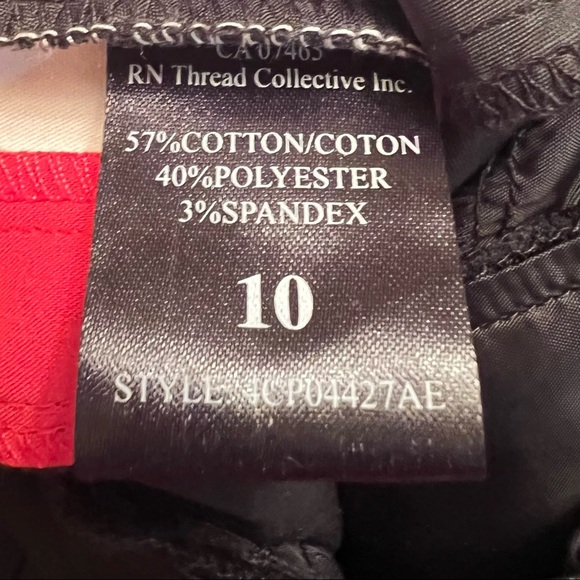 CA 07465
RN Thread Collective Inc.
57%COTTON/COTON
40%POLYESTER
3%SPANDEX
10
STYLE: 4CP04427AE